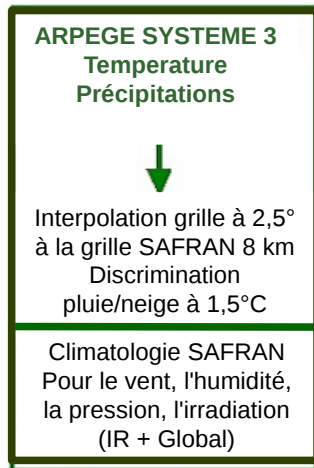 ARPEGE SYSTEME 3
Temperature
Précipitations
Interpolation grille à 2,5°
à la grille SAFRAN 8 km
Discrimination
pluie/neige à 1,5°C
Climatologie SAFRAN
Pour le vent, l'humidité,
la pression, l'irradiation
(IR + Global)